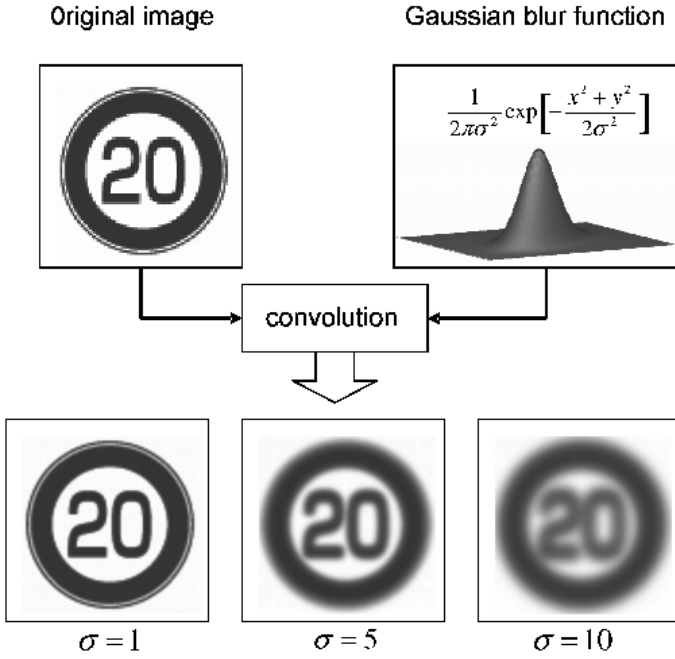 Original image
Gaussian blur function
20
1/(2πσ²) exp[-(x² + y²)/(2σ²)]
convolution
20
20
20
σ = 1
σ = 5
σ = 10